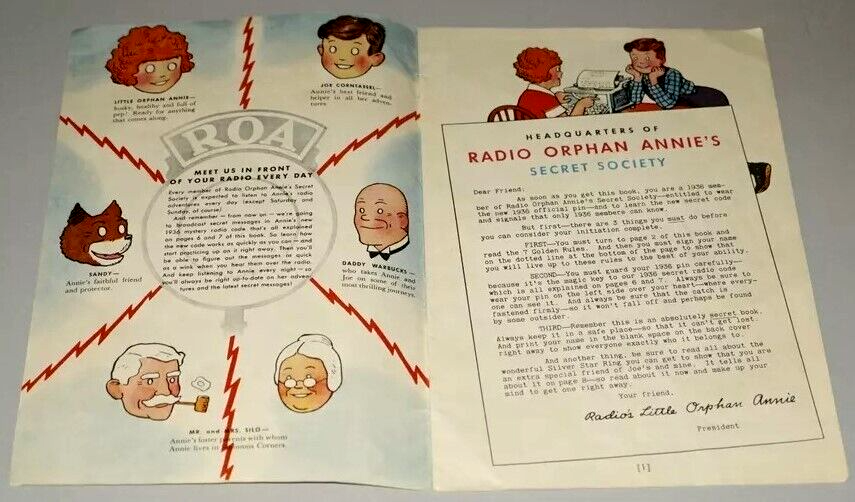 LITTLE ORPHAN ANNIE—
husky, healthy and full of
pep! Ready for anything
that comes along.
JOE CORNTASSEL—
Annie's best friend and
helper in all her adven-
tures
ROA
MEET US IN FRONT
OF YOUR RADIO EVERY DAY
Every member of Radio Orphan Annie's Secret
Society is expected to listen to Annie's radio
adventures every day (except Saturday and
Sunday, of course)
And remember — from now on — we're going
to broadcast secret messages in Annie's new
1936 mystery radio code that's all explained
on pages 6 and 7 of this book. So learn how
the new code works as quickly as you can — and
start practicing up on it right away. Then you'll
be able to figure out the messages as quick
as a wink when you hear them over the radio.
And keep listening to Annie every night — so
you'll always be right up-to-date on her adven-
tures and the latest secret messages!
SANDY—
Annie's faithful friend
and protector.
DADDY WARBUCKS—
who takes Annie and
Joe on some of their
most thrilling journeys.
MR. and MRS. SILO—
Annie's foster parents with whom
Annie lives in Simmons Corners.
HEADQUARTERS OF
RADIO ORPHAN ANNIE'S
SECRET SOCIETY
Dear Friend:
As soon as you get this book, you are a 1936 mem-
ber of Radio Orphan Annie's Secret Society—entitled to wear
the new 1936 official pin—and to learn the new secret code
and signals that only 1936 members can know.
But first—there are 3 things you must do before
you can consider your initiation complete.
FIRST—You must turn to page 2 of this book and
read the 7 Golden Rules. And then you must sign your name
on the dotted line at the bottom of the page to show that
you will live up to these rules to the best of your ability.
SECOND—You must guard your 1936 pin carefully—
because it's the magic key to our 1936 secret radio code
which is all explained on pages 6 and 7. Always be sure to
wear your pin on the left side over your heart—where every-
one can see it. And always be sure that the catch is
fastened firmly—so it won't fall off and perhaps be found
by some outsider.
THIRD—Remember this is an absolutely secret book.
Always keep it in a safe place—so that it can't get lost.
And print your name in the blank space on the back cover
right away to show everyone exactly who it belongs to.
And another thing, be sure to read all about the
wonderful Silver Star Ring you can get to show that you are
an extra special friend of Joe's and mine. It tells all
about it on page 8—so read about it now and make up your
mind to get one right away.
Your friend,
Radio's Little Orphan Annie
President
[1]